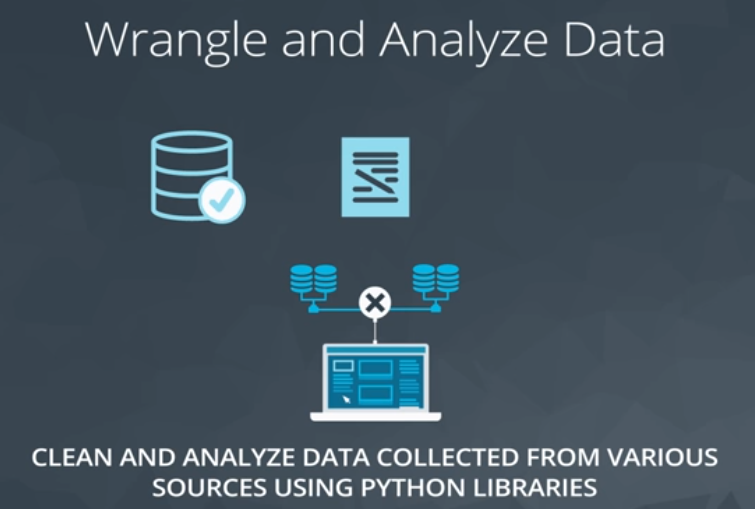 Wrangle and Analyze Data
CLEAN AND ANALYZE DATA COLLECTED FROM VARIOUS
SOURCES USING PYTHON LIBRARIES